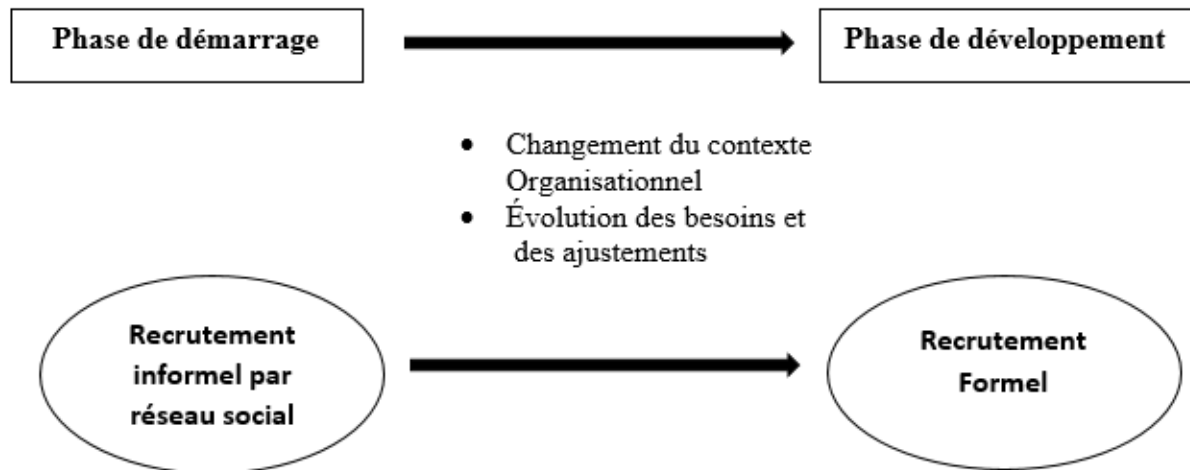 Phase de démarrage
Phase de développement
• Changement du contexte
Organisationnel
• Évolution des besoins et
des ajustements
Recrutement
informel par
réseau social
Recrutement
Formel